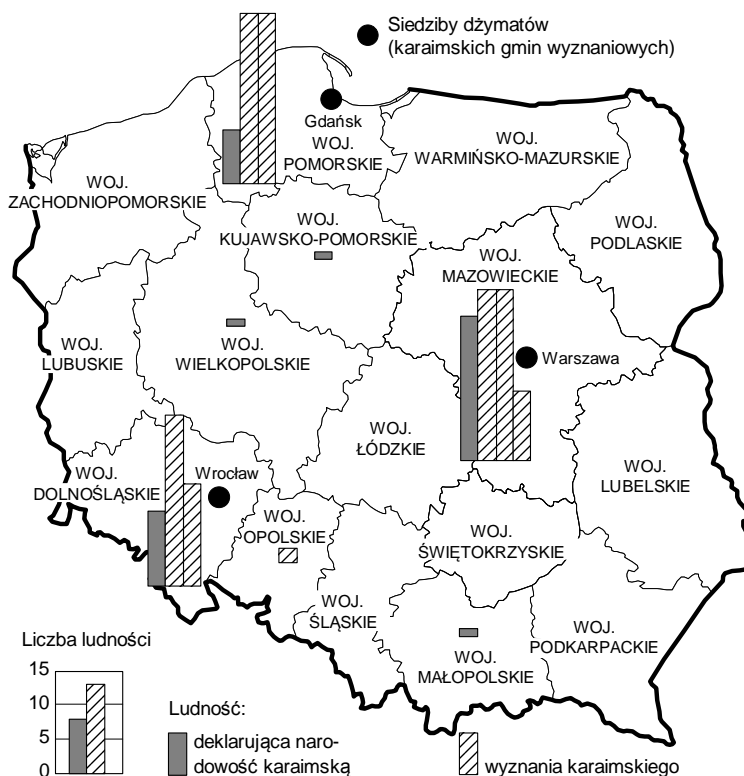 Siedziby dżymatów
(karaimskich gmin wyznaniowych)
Gdańsk
WOJ.
POMORSKIE
WOJ.
WARMIŃSKO-MAZURSKIE
WOJ.
ZACHODNIOPOMORSKIE
WOJ.
KUJAWSKO-POMORSKIE
WOJ.
PODLASKIE
WOJ.
MAZOWIECKIE
WOJ.
LUBUSKIE
WOJ.
WIELKOPOLSKIE
Warszawa
WOJ.
ŁÓDZKIE
WOJ.
DOLNOŚLĄSKIE
Wrocław
WOJ.
LUBELSKIE
WOJ.
OPOLSKIE
WOJ.
ŚWIĘTOKRZYSKIE
WOJ.
ŚLĄSKIE
WOJ.
MAŁOPOLSKIE
WOJ.
PODKARPACKIE
Liczba ludności
15
10
5
0
Ludność:
deklarująca naro-
dowość karaimską
wyznania karaimskiego